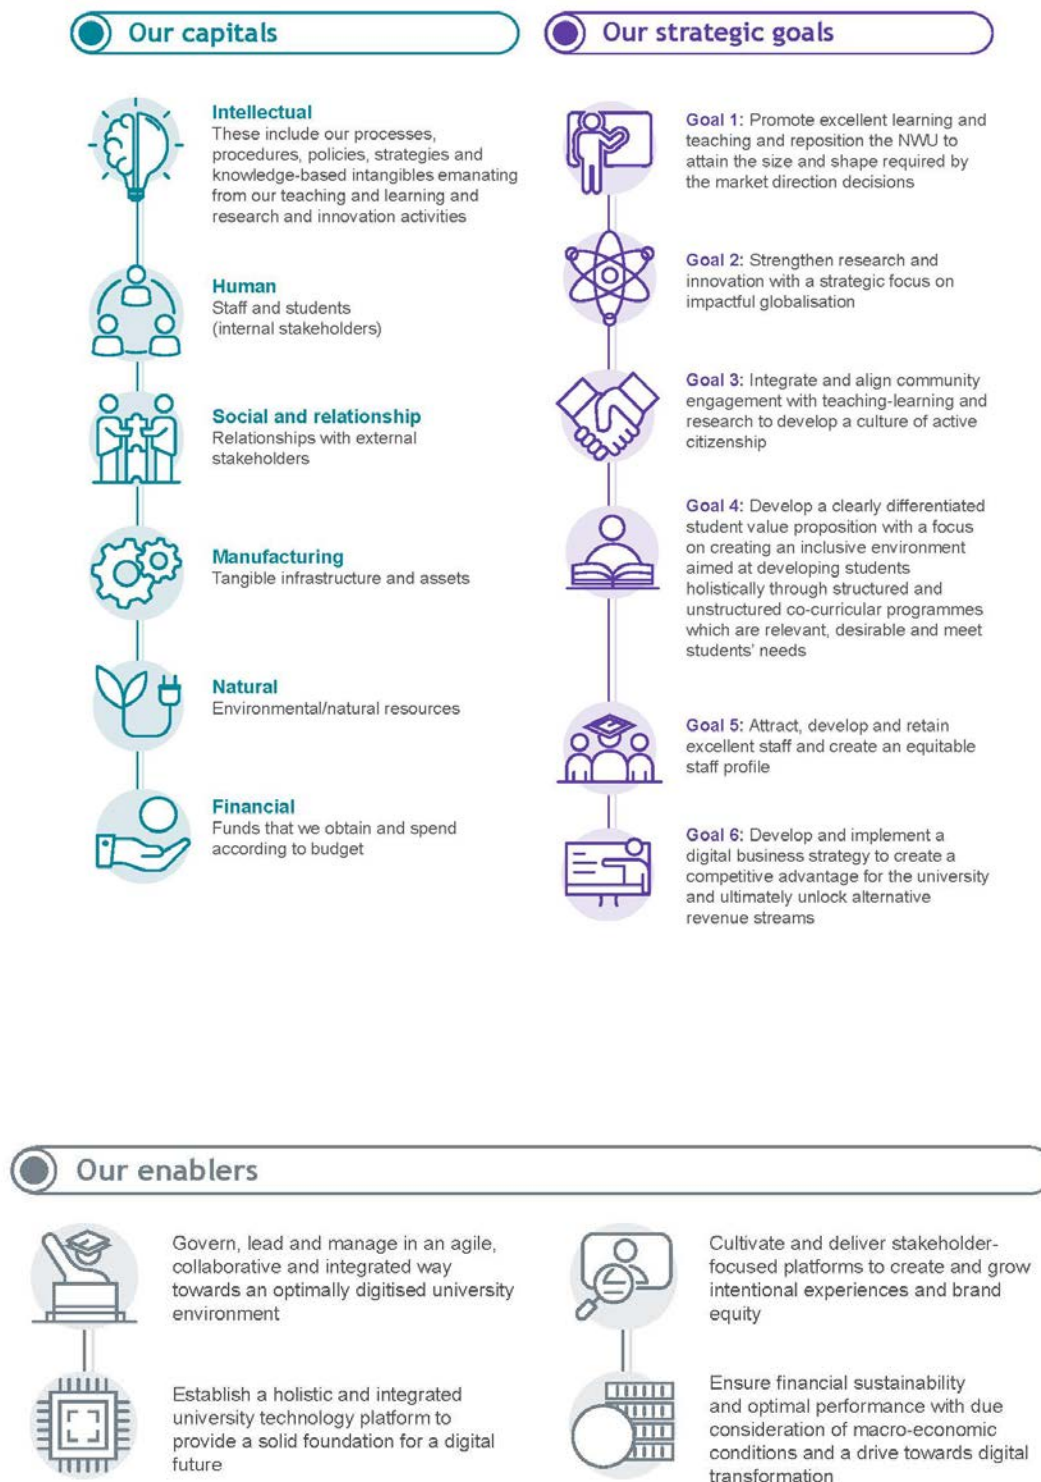 Our capitals
Intellectual
These include our processes,
procedures, policies, strategies and
knowledge-based intangibles emanating
from our teaching and learning and
research and innovation activities
Human
Staff and students
(internal stakeholders)
Social and relationship
Relationships with external
stakeholders
Manufacturing
Tangible infrastructure and assets
Natural
Environmental/natural resources
Financial
Funds that we obtain and spend
according to budget
Our strategic goals
Goal 1: Promote excellent learning and
teaching and reposition the NWU to
attain the size and shape required by
the market direction decisions
Goal 2: Strengthen research and
innovation with a strategic focus on
impactful globalisation
Goal 3: Integrate and align community
engagement with teaching-learning and
research to develop a culture of active
citizenship
Goal 4: Develop a clearly differentiated
student value proposition with a focus
on creating an inclusive environment
aimed at developing students
holistically through structured and
unstructured co-curricular programmes
which are relevant, desirable and meet
students' needs
Goal 5: Attract, develop and retain
excellent staff and create an equitable
staff profile
Goal 6: Develop and implement a
digital business strategy to create a
competitive advantage for the university
and ultimately unlock alternative
revenue streams
Our enablers
Govern, lead and manage in an agile,
collaborative and integrated way
towards an optimally digitised university
environment
Establish a holistic and integrated
university technology platform to
provide a solid foundation for a digital
future
Cultivate and deliver stakeholder-
focused platforms to create and grow
intentional experiences and brand
equity
Ensure financial sustainability
and optimal performance with due
consideration of macro-economic
conditions and a drive towards digital
transformation